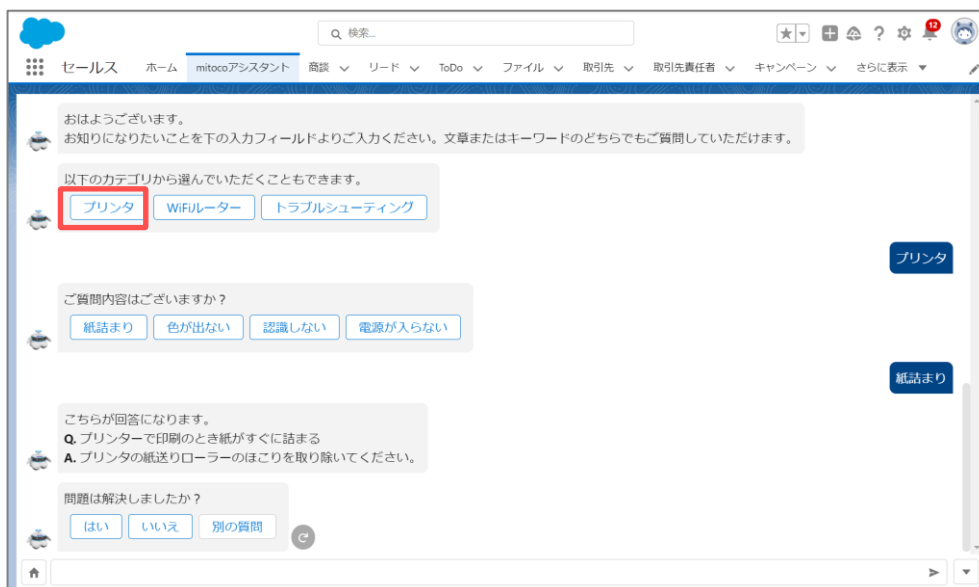 検索...
12
セールス ホーム mitocoアシスタント 商談 リード ToDo ファイル 取引先 取引先責任者 キャンペーン さらに表示
おはようございます。
お知りになりたいことを下の入力フィールドよりご入力ください。文章またはキーワードのどちらでもご質問していただけます。
以下のカテゴリから選んでいただくこともできます。
プリンタ WiFiルーター トラブルシューティング
プリンタ
ご質問内容はございますか？
紙詰まり 色が出ない 認識しない 電源が入らない
紙詰まり
こちらが回答になります。
Q. プリンターで印刷のとき紙がすぐに詰まる
A. プリンタの紙送りローラーのほこりを取り除いてください。
問題は解決しましたか？
はい いいえ 別の質問